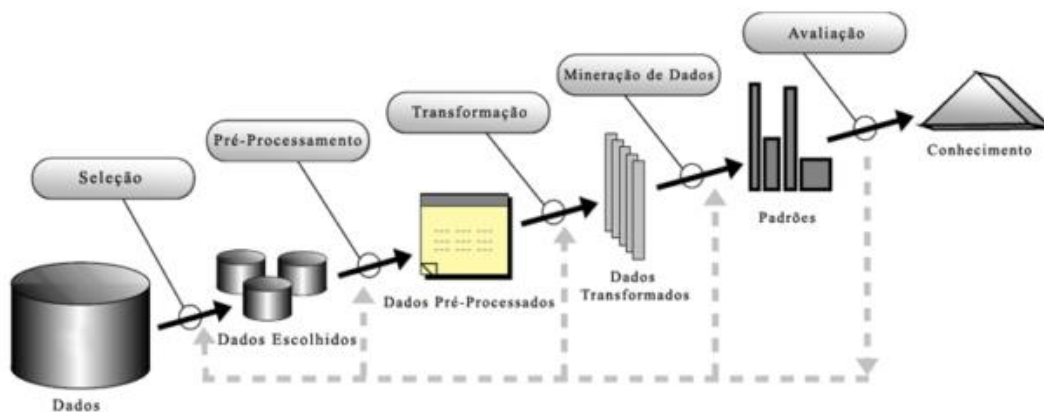 Avaliação
Mineração de Dados
Transformação
Pré-Processamento
Seleção
Conhecimento
Padrões
Dados
Transformados
Dados Pré-Processados
Dados Escolhidos
Dados